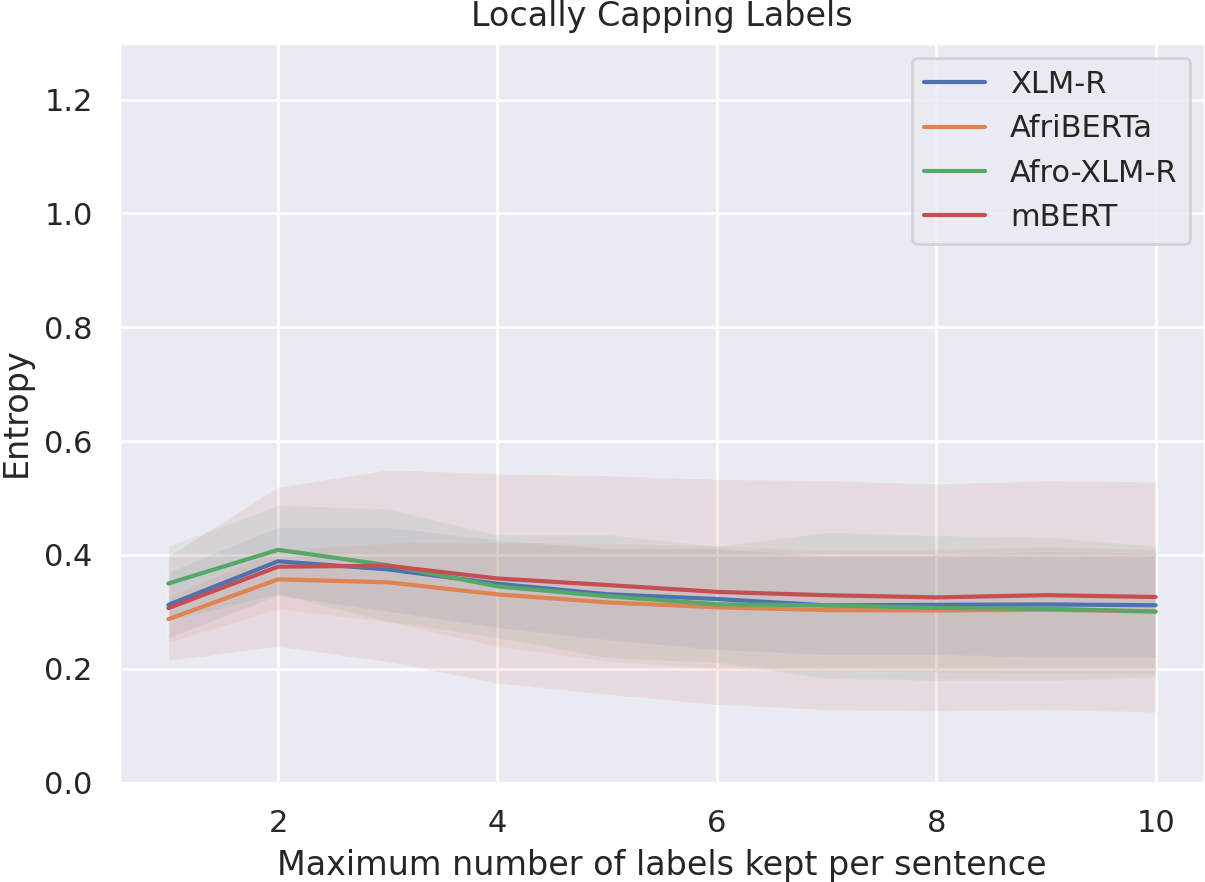 Locally Capping Labels
XLM-R
AfriBERTa
Afro-XLM-R
mBERT
Entropy
1.2
1.0
0.8
0.6
0.4
0.2
0.0
2 4 6 8 10
Maximum number of labels kept per sentence